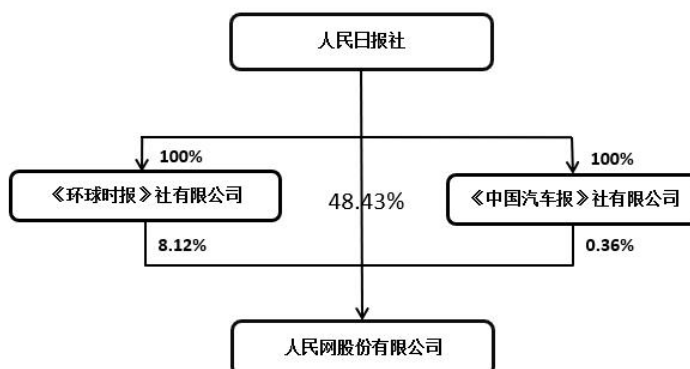 人民日报社
100%
100%
《环球时报》社有限公司
48.43%
《中国汽车报》社有限公司
8.12%
0.36%
人民网股份有限公司